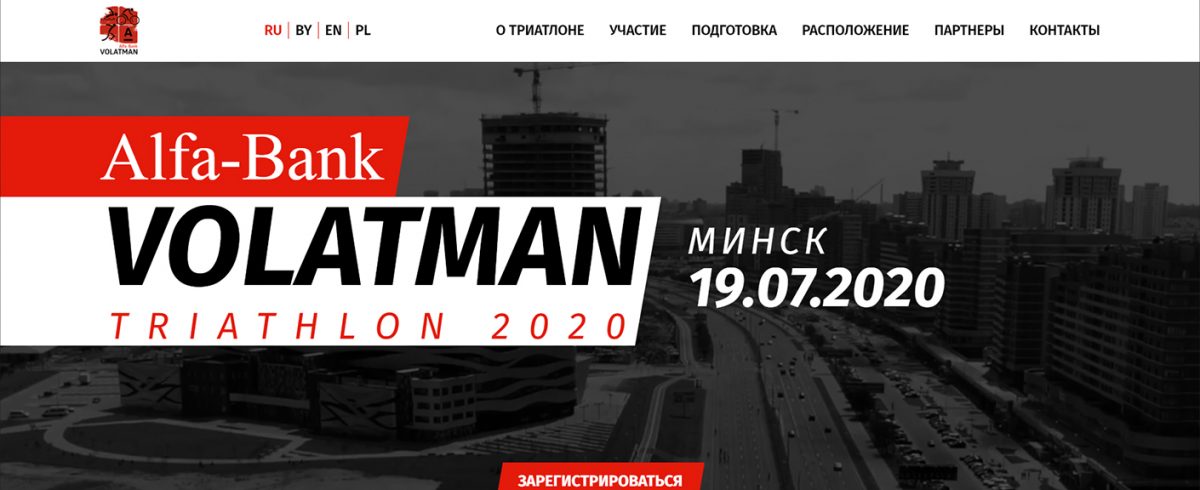 Alfa-Bank
VOLATMAN
RU | BY | EN | PL
О ТРИАТЛОНЕ УЧАСТИЕ ПОДГОТОВКА РАСПОЛОЖЕНИЕ ПАРТНЕРЫ КОНТАКТЫ
Alfa-Bank
VOLATMAN
TRIATHLON 2020
МИНСК
19.07.2020
ЗАРЕГИСТРИРОВАТЬСЯ